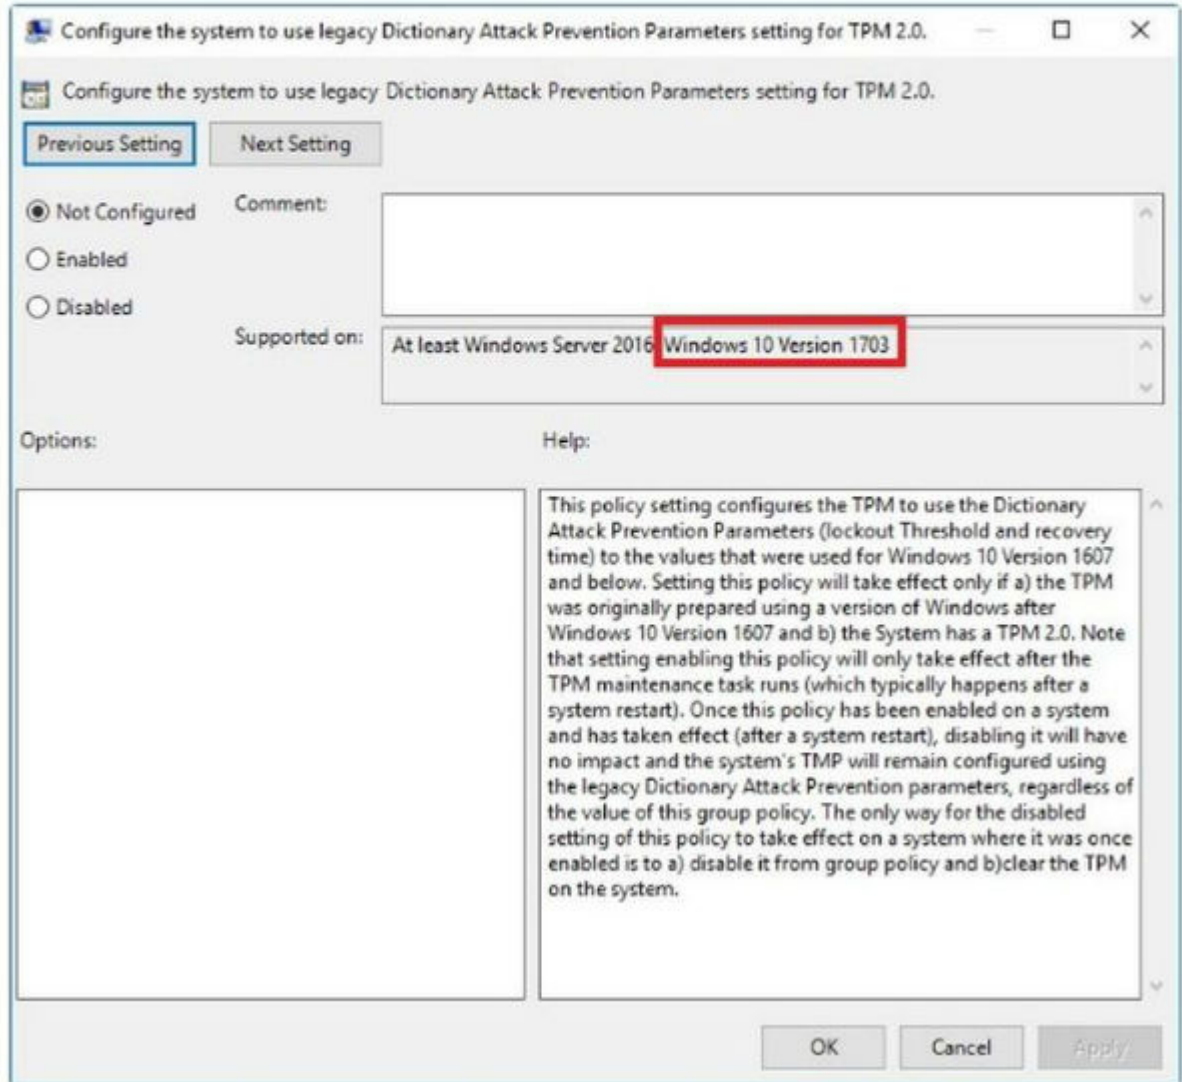 Configure the system to use legacy Dictionary Attack Prevention Parameters setting for TPM 2.0.
Configure the system to use legacy Dictionary Attack Prevention Parameters setting for TPM 2.0.
Previous Setting
Next Setting
Not Configured
Enabled
Disabled
Comment:
Supported on:
At least Windows Server 2016 Windows 10 Version 1703
Options:
Help:
This policy setting configures the TPM to use the Dictionary
Attack Prevention Parameters (lockout Threshold and recovery
time) to the values that were used for Windows 10 Version 1607
and below. Setting this policy will take effect only if a) the TPM
was originally prepared using a version of Windows after
Windows 10 Version 1607 and b) the System has a TPM 2.0. Note
that setting enabling this policy will only take effect after the
TPM maintenance task runs (which typically happens after a
system restart). Once this policy has been enabled on a system
and has taken effect (after a system restart), disabling it will have
no impact and the system's TMP will remain configured using
the legacy Dictionary Attack Prevention parameters, regardless of
the value of this group policy. The only way for the disabled
setting of this policy to take effect on a system where it was once
enabled is to a) disable it from group policy and b)clear the TPM
on the system.
OK
Cancel
Apply